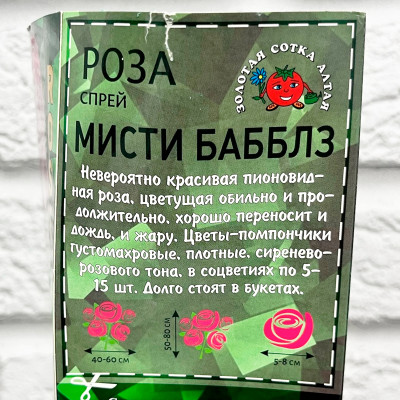 РОЗА
СПРЕЙ
ЗОЛОТАЯ СОТКА АЛТАЯ
МИСТИ БАББЛЗ
Невероятно красивая пионовид-
ная роза, цветущая обильно и про-
должительно, хорошо переносит и
дождь, и жару. Цветы-помпончики
густомахровые, плотные, сиренево-
розового тона, в соцветиях по 5-
15 шт. Долго стоят в букетах.
40-60 см
50-80 см
5-8 см